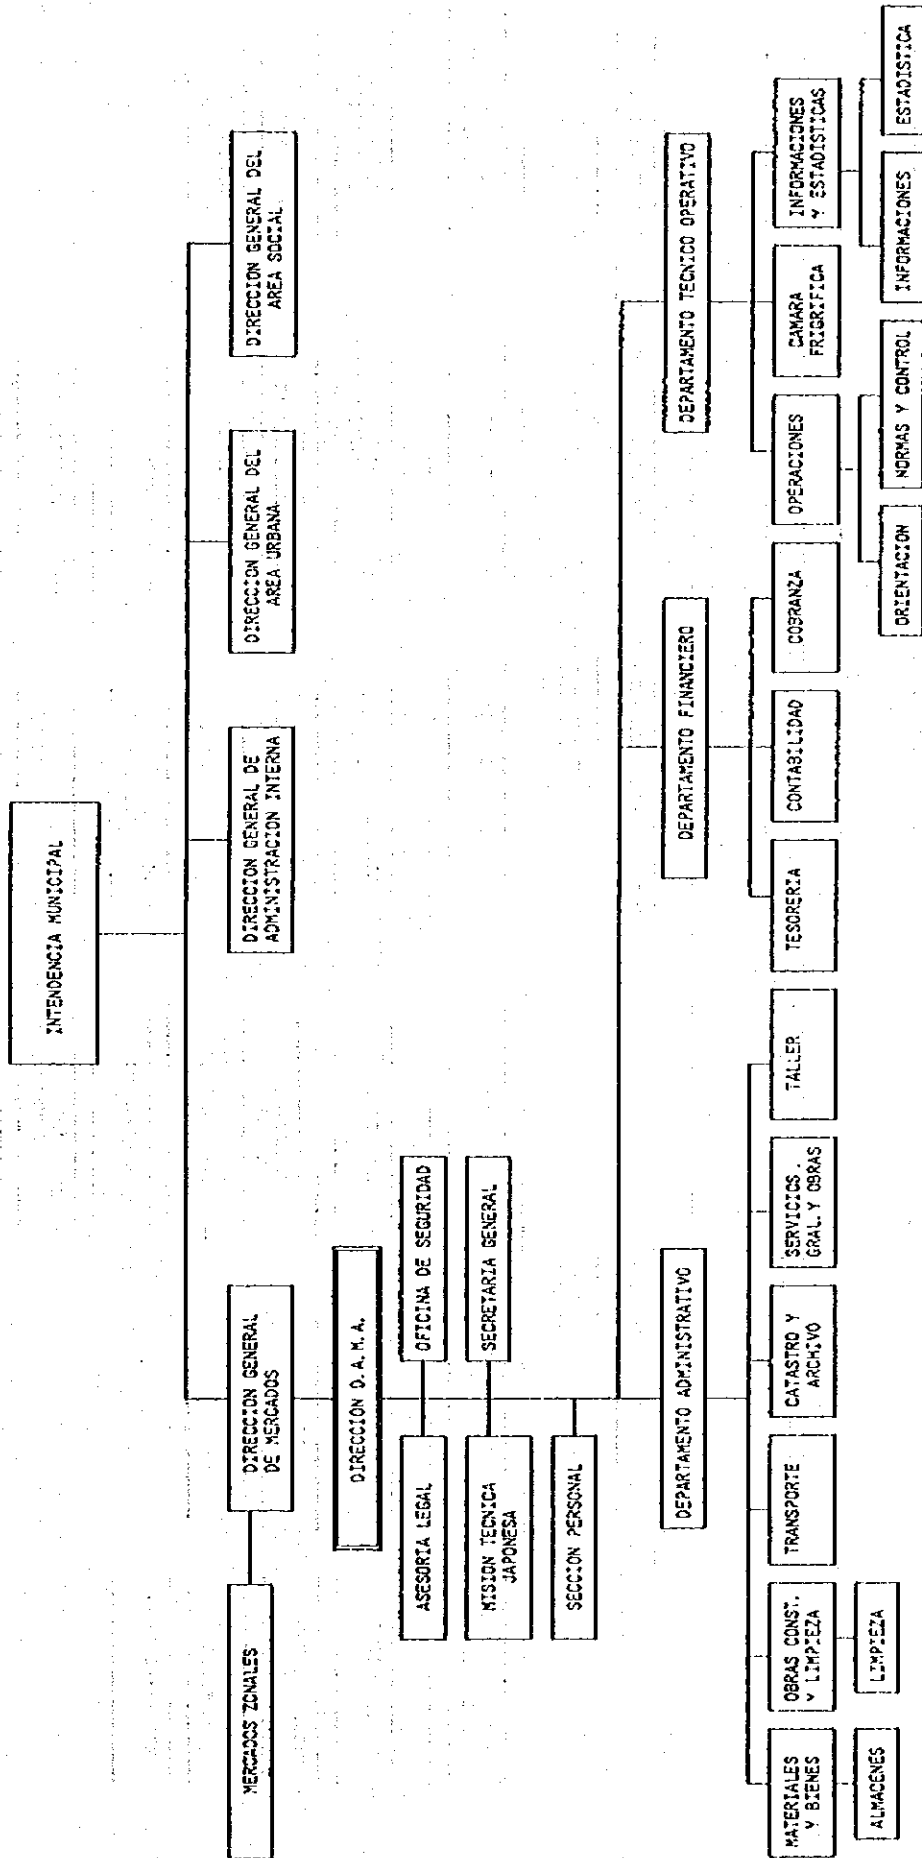 INTENDENCIA MUNICIPAL
MERCADOS ZONALES
DIRECCION GENERAL
DE MERCADOS
DIRECCION GENERAL DE
ADMINISTRACION INTERNA
DIRECCION GENERAL DEL
AREA URBANA
DIRECCION GENERAL DEL
AREA SOCIAL
DIRECCION D. A. M. A.
ASESORIA LEGAL
OFICINA DE SEGURIDAD
MISION TECNICA
JAPONESA
SECRETARIA GENERAL
SECCION PERSONAL
DEPARTAMENTO ADMINISTRATIVO
DEPARTAMENTO FINANCIERO
DEPARTAMENTO TECNICO OPERATIVO
MATERIALES
Y BIENES
OBRAS CONST.
Y LIMPIEZA
TRANSPORTE
CATASTRO Y
ARCHIVO
SERVICIOS.
GRAL. Y OBRAS
TALLER
TESORERIA
CONTABILIDAD
COBRANZA
OPERACIONES
CAMARA
FRIGRIFICA
INFORMACIONES
Y ESTADISTICAS
ALMACENES
LIMPIEZA
ORIENTACION
NORMAS Y CONTROL
INFORMACIONES
ESTADISTICA